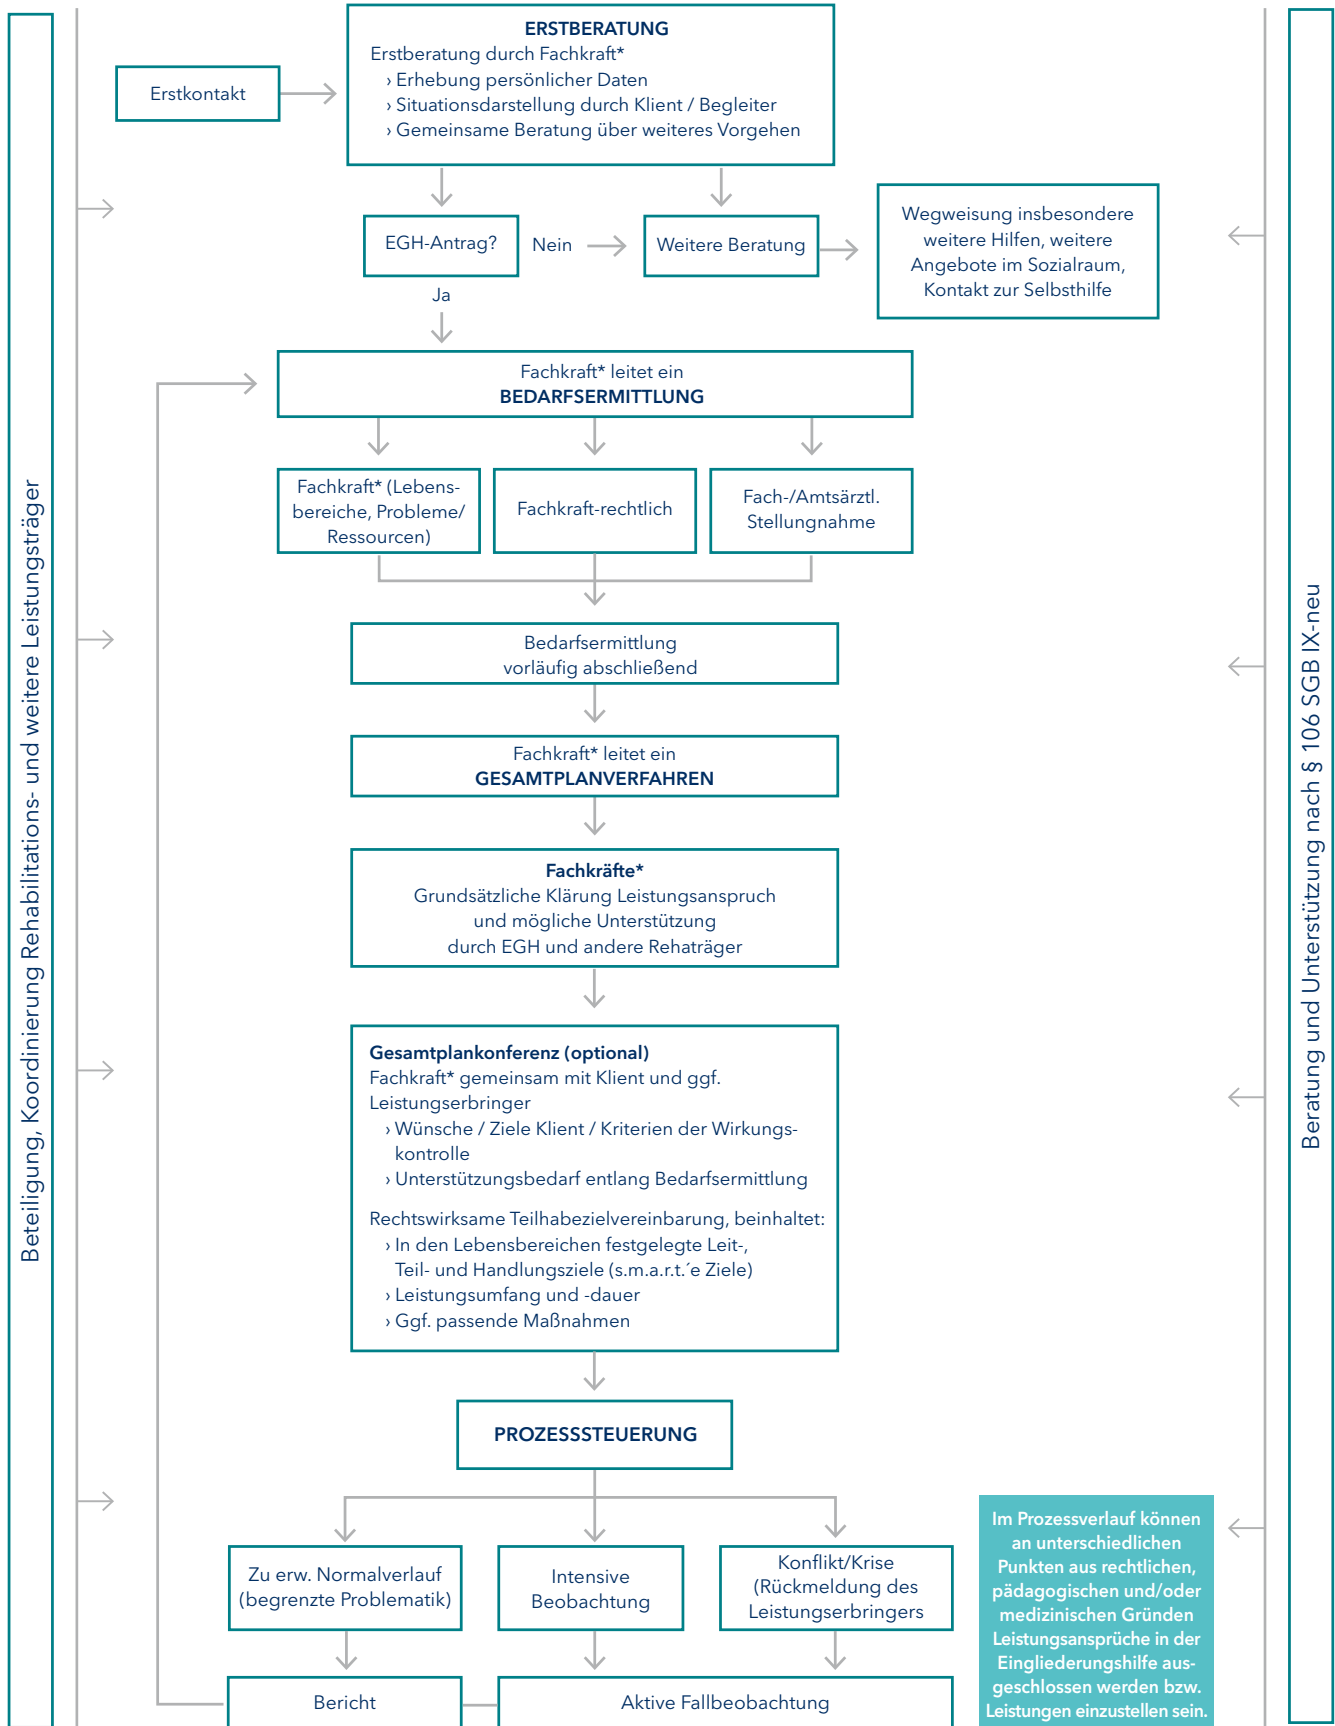 Beteiligung, Koordinierung Rehabilitations- und weitere Leistungsträger
Erstkontakt
ERSTBERATUNG
Erstberatung durch Fachkraft*
› Erhebung persönlicher Daten
› Situationsdarstellung durch Klient / Begleiter
› Gemeinsame Beratung über weiteres Vorgehen
EGH-Antrag?
Nein
Weitere Beratung
Wegweisung insbesondere
weitere Hilfen, weitere
Angebote im Sozialraum,
Kontakt zur Selbsthilfe
Ja
Fachkraft* leitet ein
BEDARFSERMITTLUNG
Fachkraft* (Lebens-
bereiche, Probleme/
Ressourcen)
Fachkraft-rechtlich
Fach-/Amtsärztl.
Stellungnahme
Bedarfsermittlung
vorläufig abschließend
Fachkraft* leitet ein
GESAMTPLANVERFAHREN
Fachkräfte*
Grundsätzliche Klärung Leistungsanspruch
und mögliche Unterstützung
durch EGH und andere Rehaträger
Gesamtplankonferenz (optional)
Fachkraft* gemeinsam mit Klient und ggf.
Leistungserbringer
› Wünsche / Ziele Klient / Kriterien der Wirkungs-
kontrolle
› Unterstützungsbedarf entlang Bedarfsermittlung
Rechtswirksame Teilhabezielvereinbarung, beinhaltet:
› In den Lebensbereichen festgelegte Leit-,
Teil- und Handlungsziele (s.m.a.r.t.´e Ziele)
› Leistungsumfang und -dauer
› Ggf. passende Maßnahmen
PROZESSSTEUERUNG
Zu erw. Normalverlauf
(begrenzte Problematik)
Intensive
Beobachtung
Konflikt/Krise
(Rückmeldung des
Leistungserbringers
Bericht
Aktive Fallbeobachtung
Im Prozessverlauf können
an unterschiedlichen
Punkten aus rechtlichen,
pädagogischen und/oder
medizinischen Gründen
Leistungsansprüche in der
Eingliederungshilfe aus-
geschlossen werden bzw.
Leistungen einzustellen sein.
Beratung und Unterstützung nach § 106 SGB IX-neu